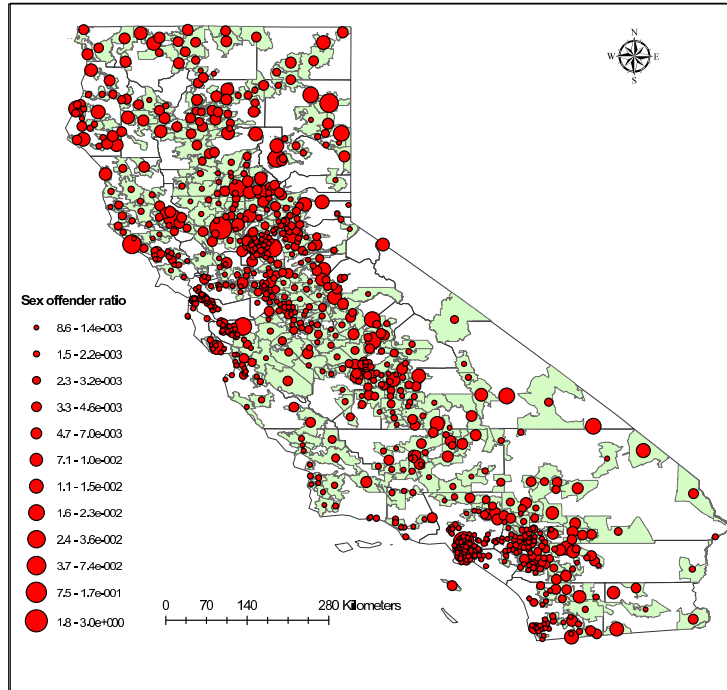 N
W E
S
Sex offender ratio
8.6 - 1.4e-003
1.5 - 2.2e-003
2.3 - 3.2e-003
3.3 - 4.6e-003
4.7 - 7.0e-003
7.1 - 1.0e-002
1.1 - 1.5e-002
1.6 - 2.3e-002
2.4 - 3.6e-002
3.7 - 7.4e-002
7.5 - 1.7e-001
1.8 - 3.0e+000
0 70 140 280 Kilometers